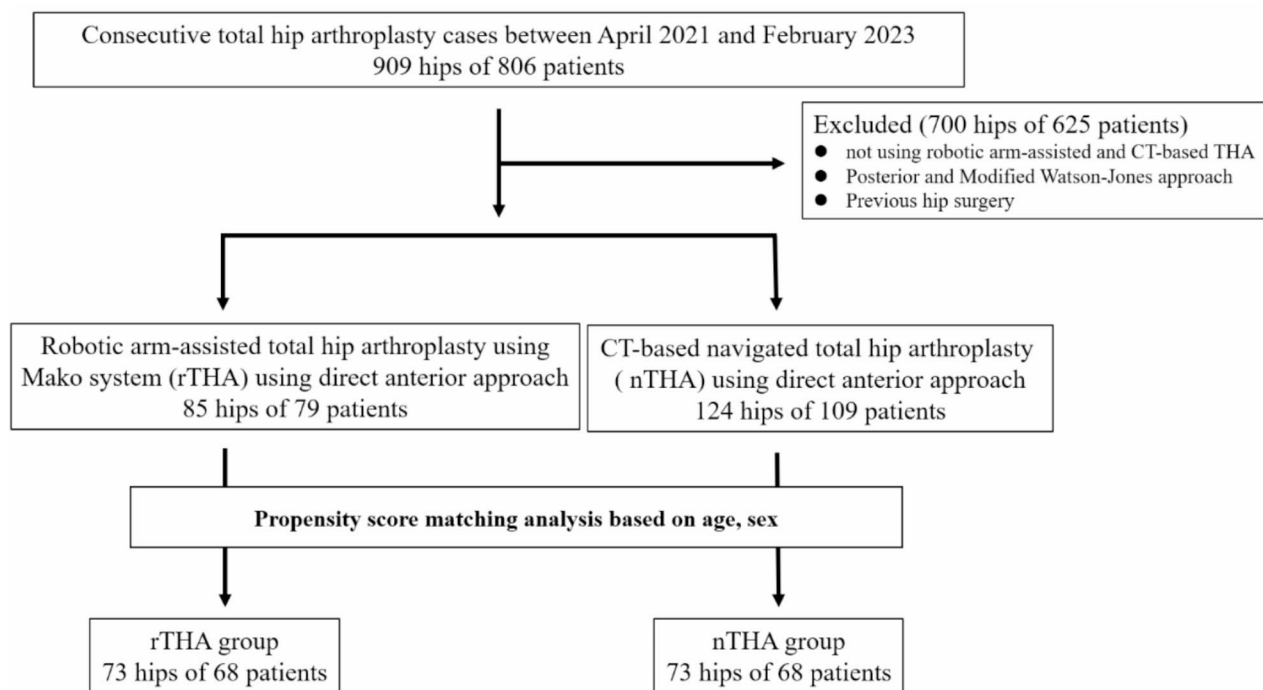 Consecutive total hip arthroplasty cases between April 2021 and February 2023
909 hips of 806 patients
Excluded (700 hips of 625 patients)
● not using robotic arm-assisted and CT-based THA
● Posterior and Modified Watson-Jones approach
● Previous hip surgery
Robotic arm-assisted total hip arthroplasty using
Mako system (rTHA) using direct anterior approach
85 hips of 79 patients
CT-based navigated total hip arthroplasty
( nTHA) using direct anterior approach
124 hips of 109 patients
Propensity score matching analysis based on age, sex
rTHA group
73 hips of 68 patients
nTHA group
73 hips of 68 patients